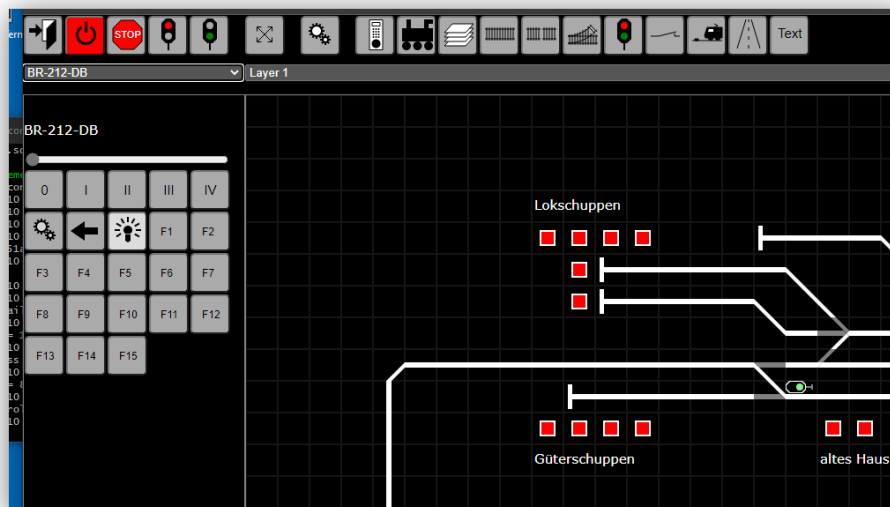 STOP
Text
BR-212-DB
Layer 1
BR-212-DB
0 I II III IV
F1 F2
F3 F4 F5 F6 F7
F8 F9 F10 F11 F12
F13 F14 F15
Lokschuppen
Güterschuppen
altes Haus